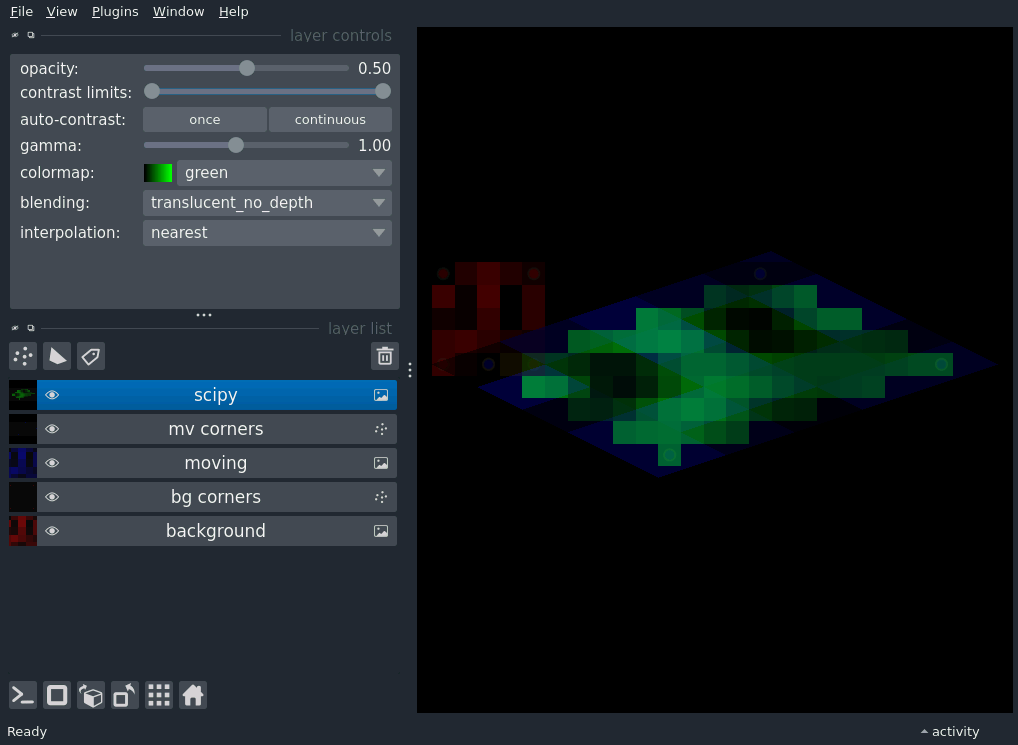 File View Plugins Window Help
layer controls
opacity: 0.50
contrast limits:
auto-contrast: once continuous
gamma: 1.00
colormap: green
blending: translucent_no_depth
interpolation: nearest
layer list
scipy
mv corners
moving
bg corners
background
Ready
activity